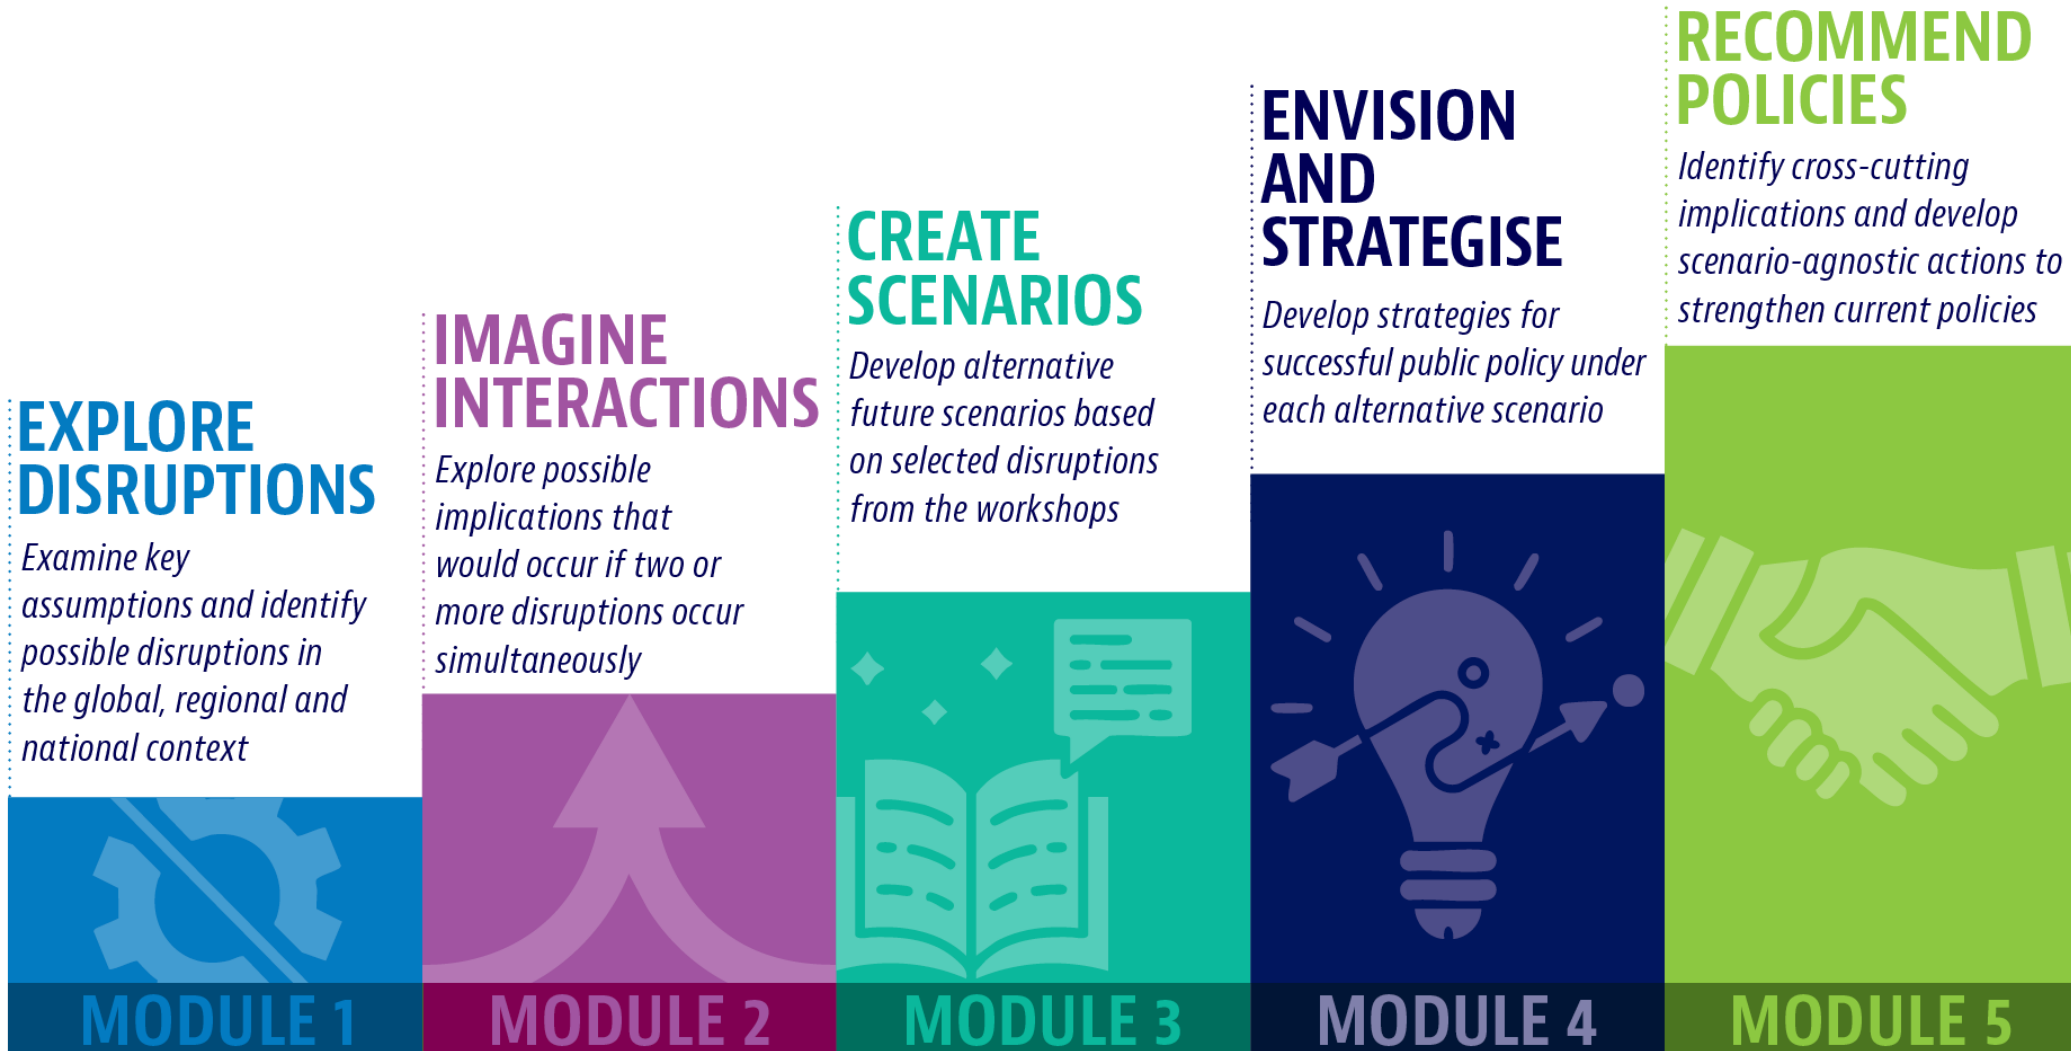 EXPLORE
DISRUPTIONS
Examine key
assumptions and identify
possible disruptions in
the global, regional and
national context
MODULE 1
IMAGINE
INTERACTIONS
Explore possible
implications that
would occur if two or
more disruptions occur
simultaneously
MODULE 2
CREATE
SCENARIOS
Develop alternative
future scenarios based
on selected disruptions
from the workshops
MODULE 3
ENVISION
AND
STRATEGISE
Develop strategies for
successful public policy under
each alternative scenario
MODULE 4
RECOMMEND
POLICIES
Identify cross-cutting
implications and develop
scenario-agnostic actions to
strengthen current policies
MODULE 5